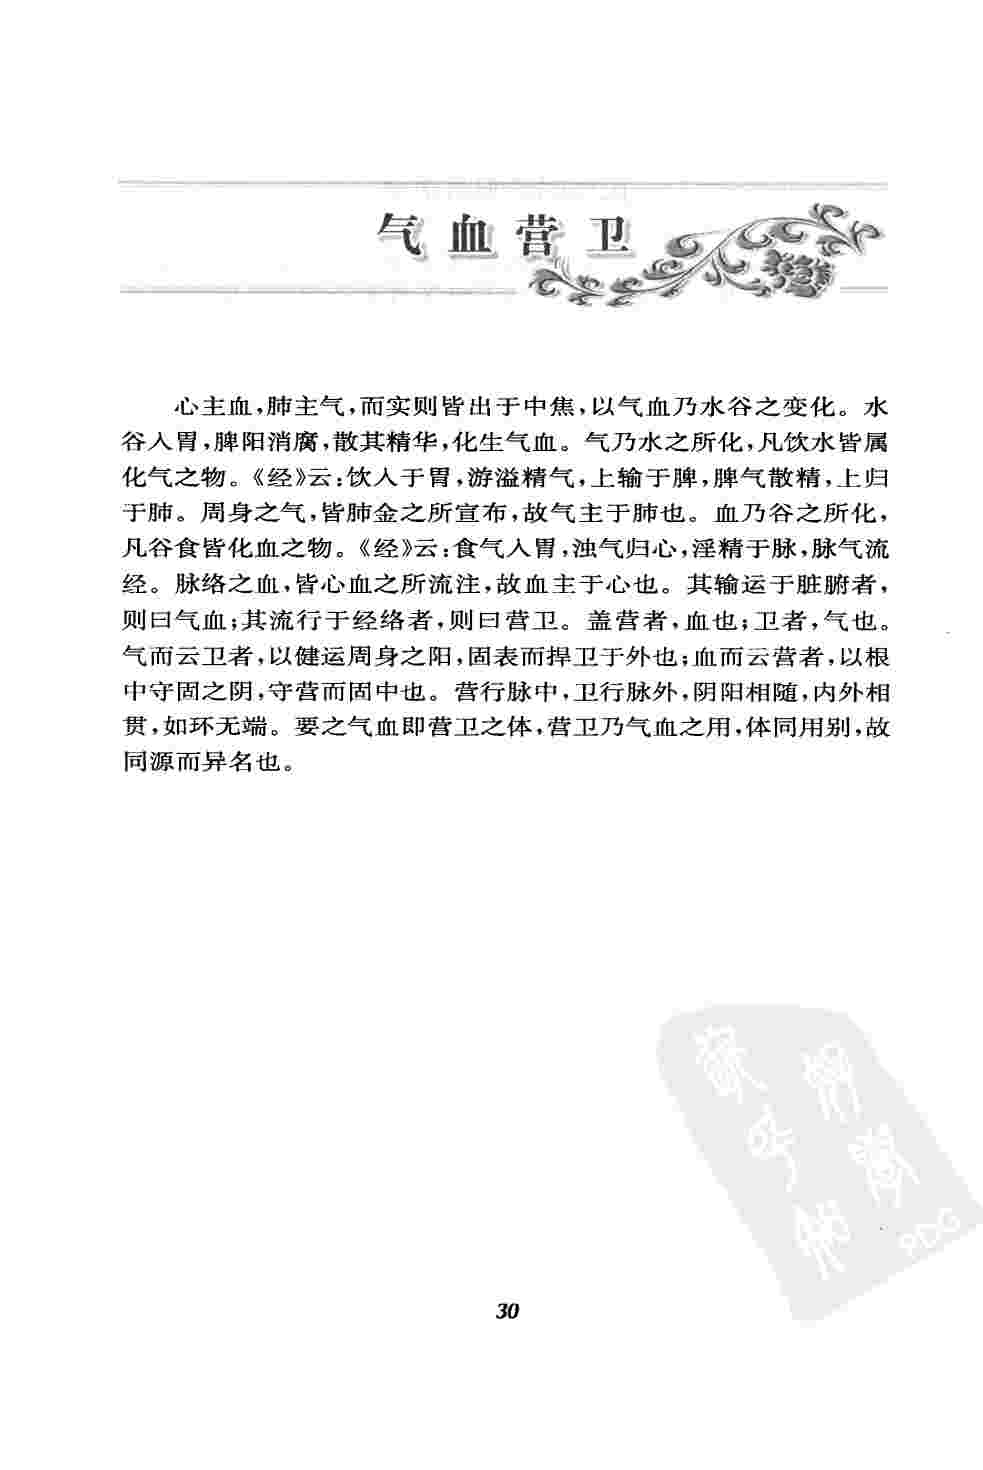 气血营卫
心主血,肺主气,而实则皆出于中焦,以气血乃水谷之变化。水
谷入胃,脾阳消腐,散其精华,化生气血。气乃水之所化,凡饮水皆属
化气之物。《经》云:饮入于胃,游溢精气,上输于脾,脾气散精,上归
于肺。周身之气,皆肺金之所宣布,故气主于肺也。血乃谷之所化,
凡谷食皆化血之物。《经》云:食气入胃,浊气归心,淫精于脉,脉气流
经。脉络之血,皆心血之所流注,故血主于心也。其输运于脏腑者,
则曰气血;其流行于经络者,则曰营卫。盖营者,血也;卫者,气也。
气而云卫者,以健运周身之阳,固表而捍卫于外也;血而云营者,以根
中守固之阴,守营而固中也。营行脉中,卫行脉外,阴阳相随,内外相
贯,如环无端。要之气血即营卫之体,营卫乃气血之用,体同用别,故
同源而异名也。
PDG
30